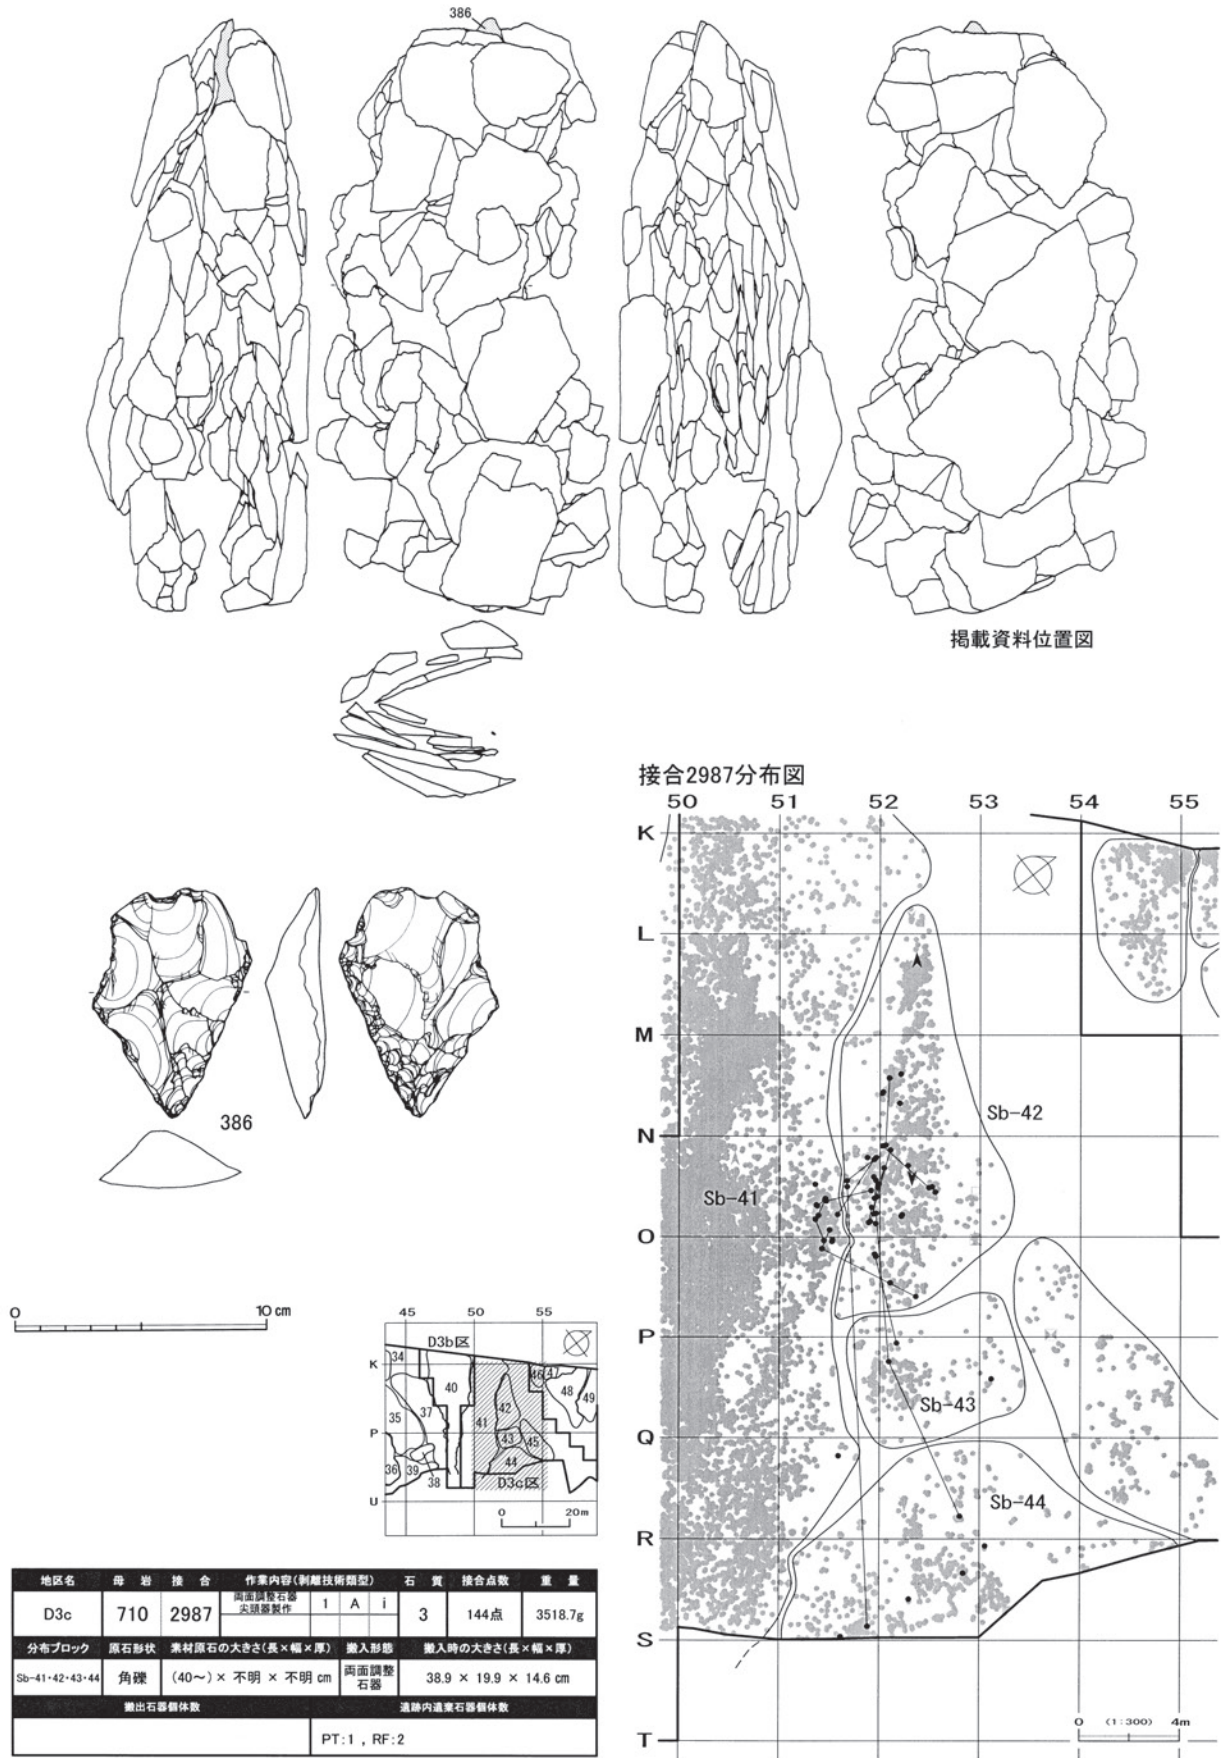 386
掲載資料位置図
386
0 10 cm
接合2987分布図
50 51 52 53 54 55
K
L
M
N
O
P
Q
R
S
T
Sb-42
Sb-41
Sb-43
Sb-44
0 (1:300) 4m
45 50 55
D3b区
K
P
U
34
35
36
37
38
39
40
41
42
43
44
45
46
47
48
49
D3c区
0 20m
地区名 母岩 接合 作業内容(剥離技術類型) 石質 接合点数 重量
D3c 710 2987 両面調整石器 尖頭器製作 1 A i 3 144点 3518.7g
分布ブロック 原石形状 素材原石の大きさ(長×幅×厚) 搬入形態 搬入時の大きさ(長×幅×厚)
Sb-41・42・43・44 角礫 (40〜)× 不明 × 不明 cm 両面調整石器 38.9 × 19.9 × 14.6 cm
搬出石器個体数 遺跡内遺棄石器個体数
PT:1 , RF:2